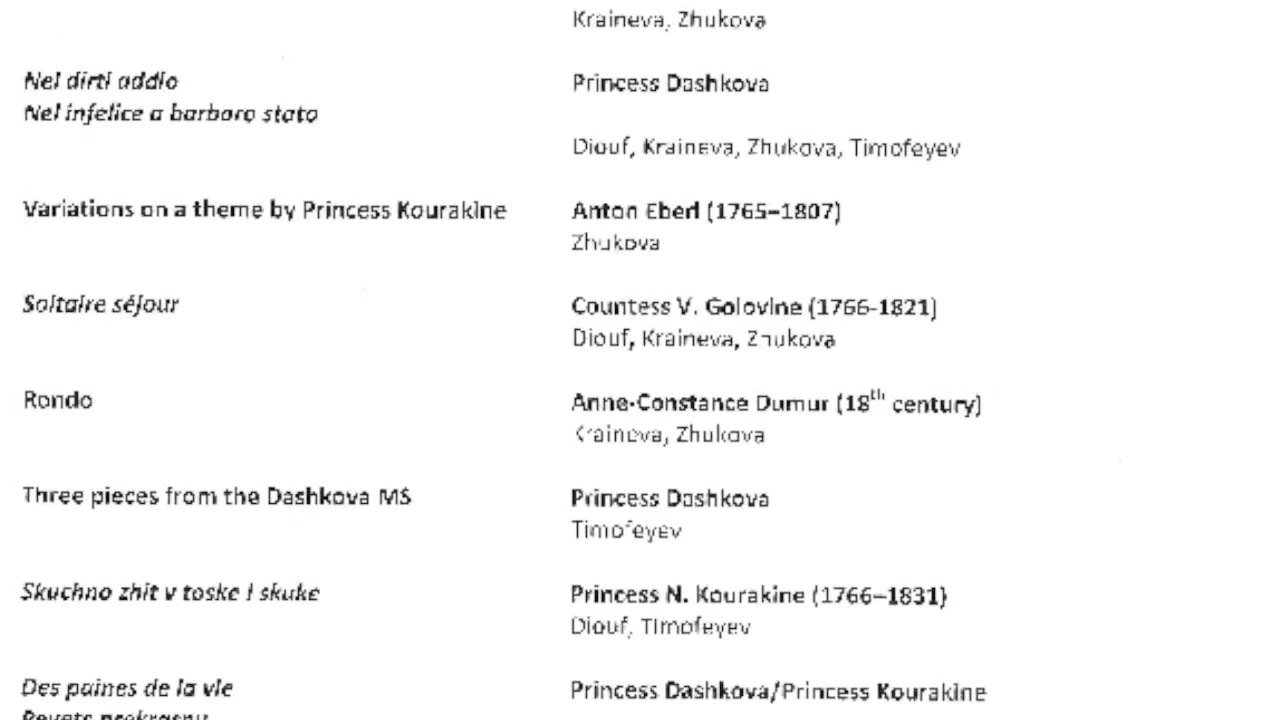 Kraineva, Zhukova
Nel dirti addio Princess Dashkova
Nel infelice a barbaro stato
Diouf, Kraineva, Zhukova, Timofeyev
Variations on a theme by Princess Kourakine Anton Eberl (1765–1807)
Zhukova
Solitaire séjour Countess V. Golovine (1766-1821)
Diouf, Kraineva, Zhukova
Rondo Anne-Constance Dumur (18th century)
Kraineva, Zhukova
Three pieces from the Dashkova MS Princess Dashkova
Timofeyev
Skuchno zhit v toske i skuke Princess N. Kourakine (1766–1831)
Diouf, Timofeyev
Des paines de la vie Princess Dashkova/Princess Kourakine